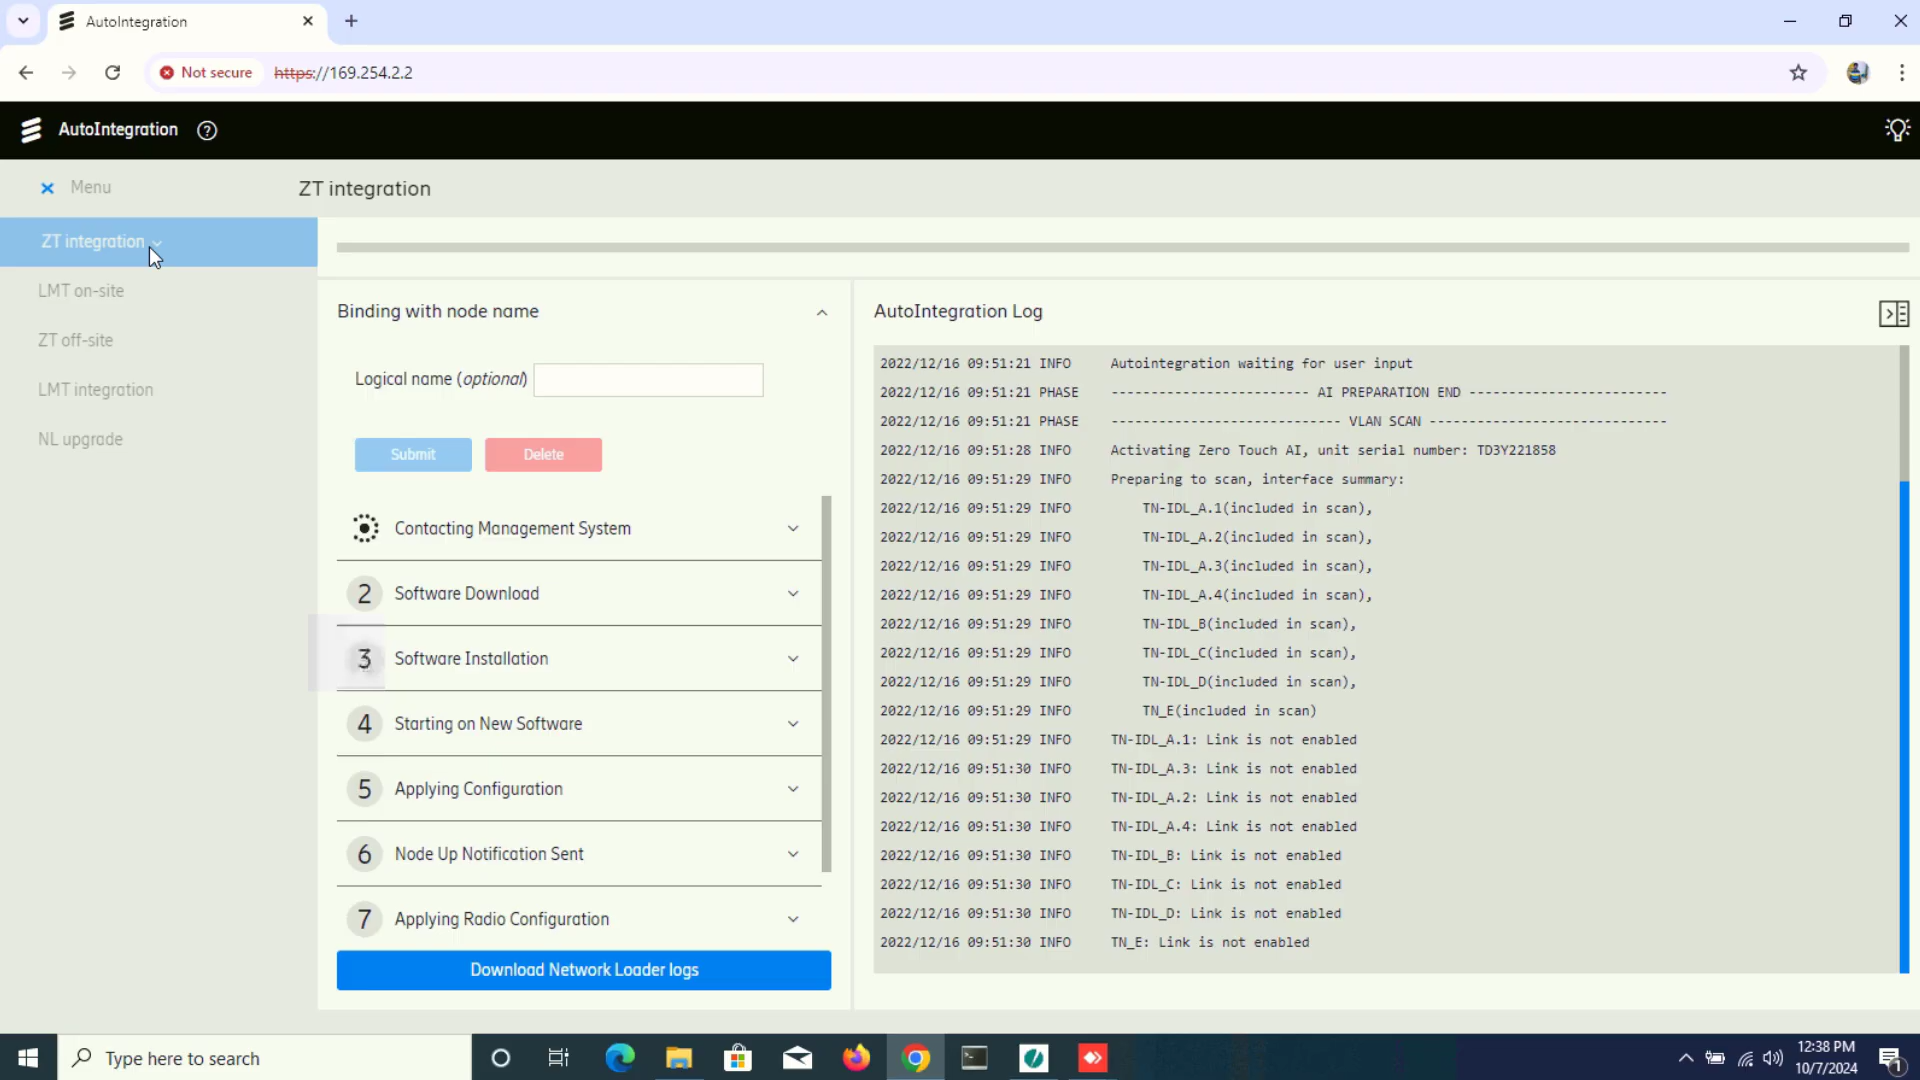 AutoIntegration
Not secure https://169.254.2.2
AutoIntegration ?
Menu
ZT integration
ZT integration
LMT on-site
ZT off-site
LMT integration
NL upgrade
Binding with node name
Logical name (optional)
Submit
Delete
Contacting Management System
2 Software Download
3 Software Installation
4 Starting on New Software
5 Applying Configuration
6 Node Up Notification Sent
7 Applying Radio Configuration
Download Network Loader logs
AutoIntegration Log
2022/12/16 09:51:21 INFO Autointegration waiting for user input
2022/12/16 09:51:21 PHASE ------------------------- AI PREPARATION END -------------------------
2022/12/16 09:51:21 PHASE ----------------------------- VLAN SCAN ------------------------------
2022/12/16 09:51:28 INFO Activating Zero Touch AI, unit serial number: TD3Y221858
2022/12/16 09:51:29 INFO Preparing to scan, interface summary:
2022/12/16 09:51:29 INFO TN-IDL_A.1(included in scan),
2022/12/16 09:51:29 INFO TN-IDL_A.2(included in scan),
2022/12/16 09:51:29 INFO TN-IDL_A.3(included in scan),
2022/12/16 09:51:29 INFO TN-IDL_A.4(included in scan),
2022/12/16 09:51:29 INFO TN-IDL_B(included in scan),
2022/12/16 09:51:29 INFO TN-IDL_C(included in scan),
2022/12/16 09:51:29 INFO TN-IDL_D(included in scan),
2022/12/16 09:51:29 INFO TN_E(included in scan)
2022/12/16 09:51:29 INFO TN-IDL_A.1: Link is not enabled
2022/12/16 09:51:30 INFO TN-IDL_A.3: Link is not enabled
2022/12/16 09:51:30 INFO TN-IDL_A.2: Link is not enabled
2022/12/16 09:51:30 INFO TN-IDL_A.4: Link is not enabled
2022/12/16 09:51:30 INFO TN-IDL_B: Link is not enabled
2022/12/16 09:51:30 INFO TN-IDL_C: Link is not enabled
2022/12/16 09:51:30 INFO TN-IDL_D: Link is not enabled
2022/12/16 09:51:30 INFO TN_E: Link is not enabled
Type here to search
12:38 PM
10/7/2024
1